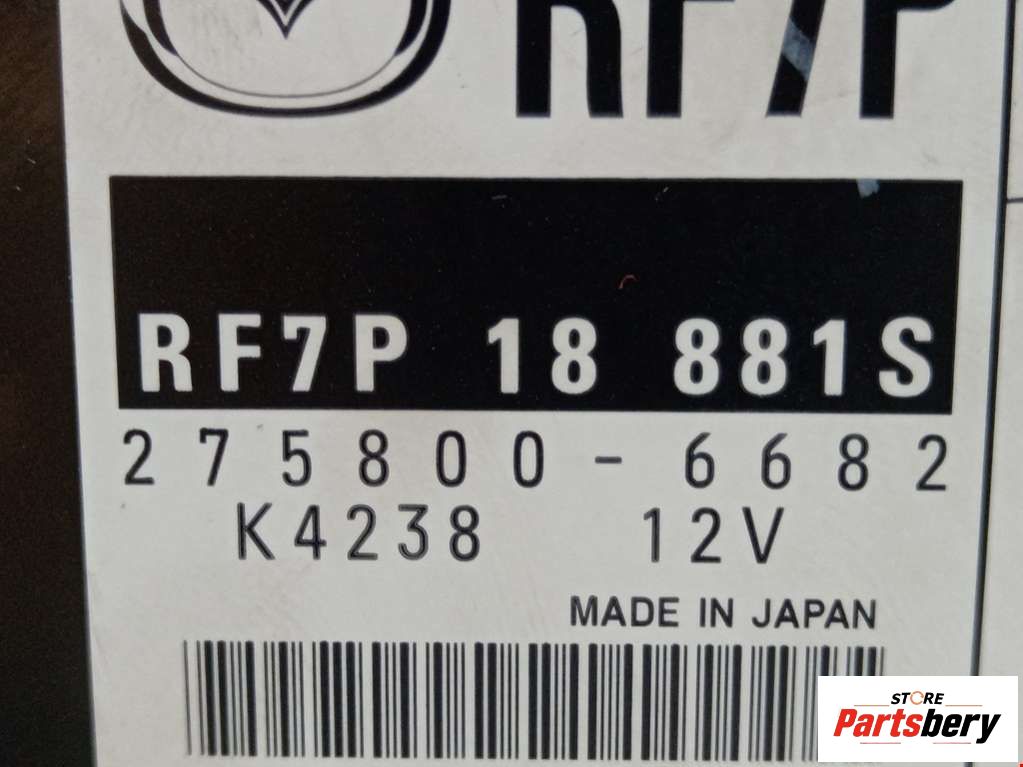 RF7P
RF7P 18 881S
275800-6682
K4238 12V
MADE IN JAPAN
STORE
Partsbery